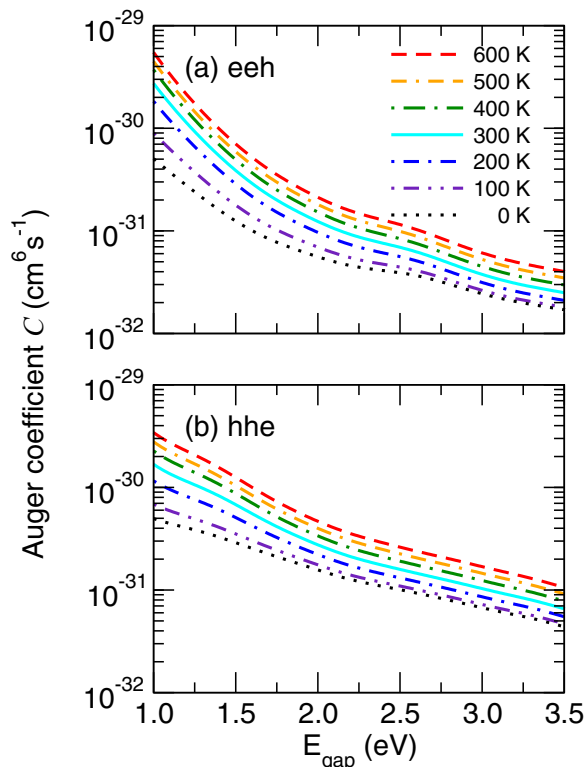 10^-29
(a) eeh
600 K
500 K
400 K
300 K
200 K
100 K
0 K
10^-30
10^-31
10^-32
Auger coefficient C (cm^6 s^-1)
10^-29
(b) hhe
10^-30
10^-31
10^-32
1.0 1.5 2.0 2.5 3.0 3.5
E_gap (eV)